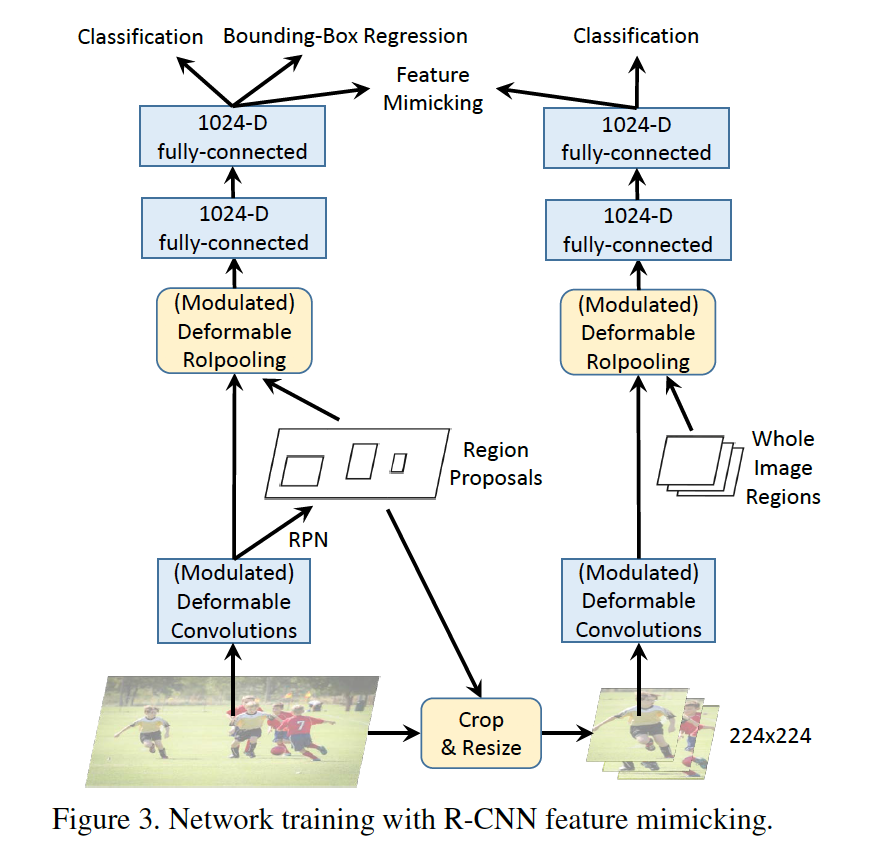 Classification
Bounding-Box Regression
Classification
Feature
Mimicking
1024-D
fully-connected
1024-D
fully-connected
1024-D
fully-connected
1024-D
fully-connected
(Modulated)
Deformable
RoIpooling
(Modulated)
Deformable
RoIpooling
Region
Proposals
Whole
Image
Regions
RPN
(Modulated)
Deformable
Convolutions
(Modulated)
Deformable
Convolutions
7
Crop
& Resize
224x224
Figure 3. Network training with R-CNN feature mimicking.